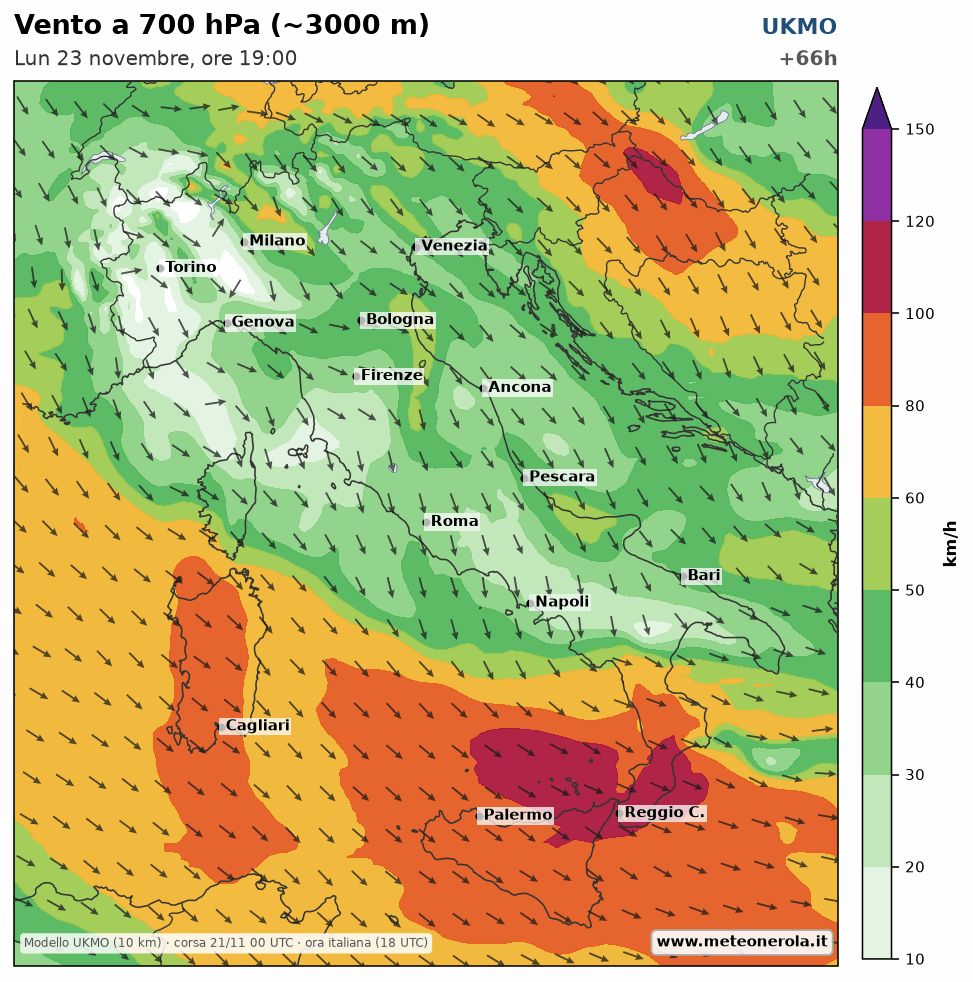 Vento a 700 hPa (~3000 m)
UKMO
Lun 23 novembre, ore 19:00
+66h
150
120
100
80
60
50
40
30
20
10
km/h
Milano
Venezia
Torino
Genova
Bologna
Firenze
Ancona
Pescara
Roma
Bari
Napoli
Cagliari
Palermo
Reggio C.
Modello UKMO (10 km) · corsa 21/11 00 UTC · ora italiana (18 UTC)
www.meteonerola.it